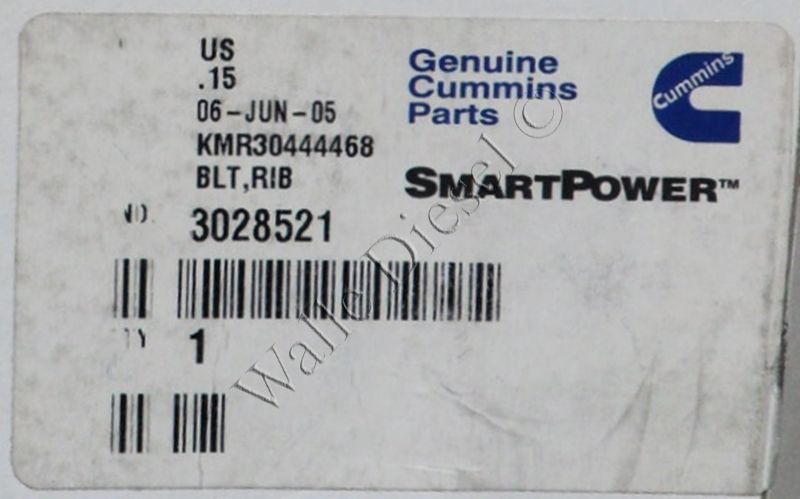 US
.15
06-JUN-05
KMR30444468
BLT,RIB
3028521
1
Genuine
Cummins
Parts
Cummins
SMARTPOWER™
Walle Diesel ©